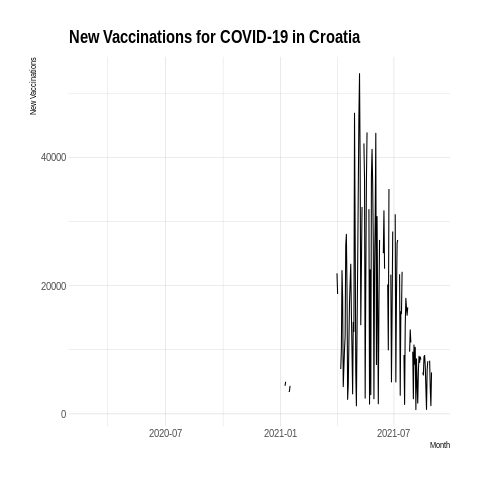 New Vaccinations for COVID-19 in Croatia
New Vaccinations
40000
20000
0
2020-07
2021-01
2021-07
Month